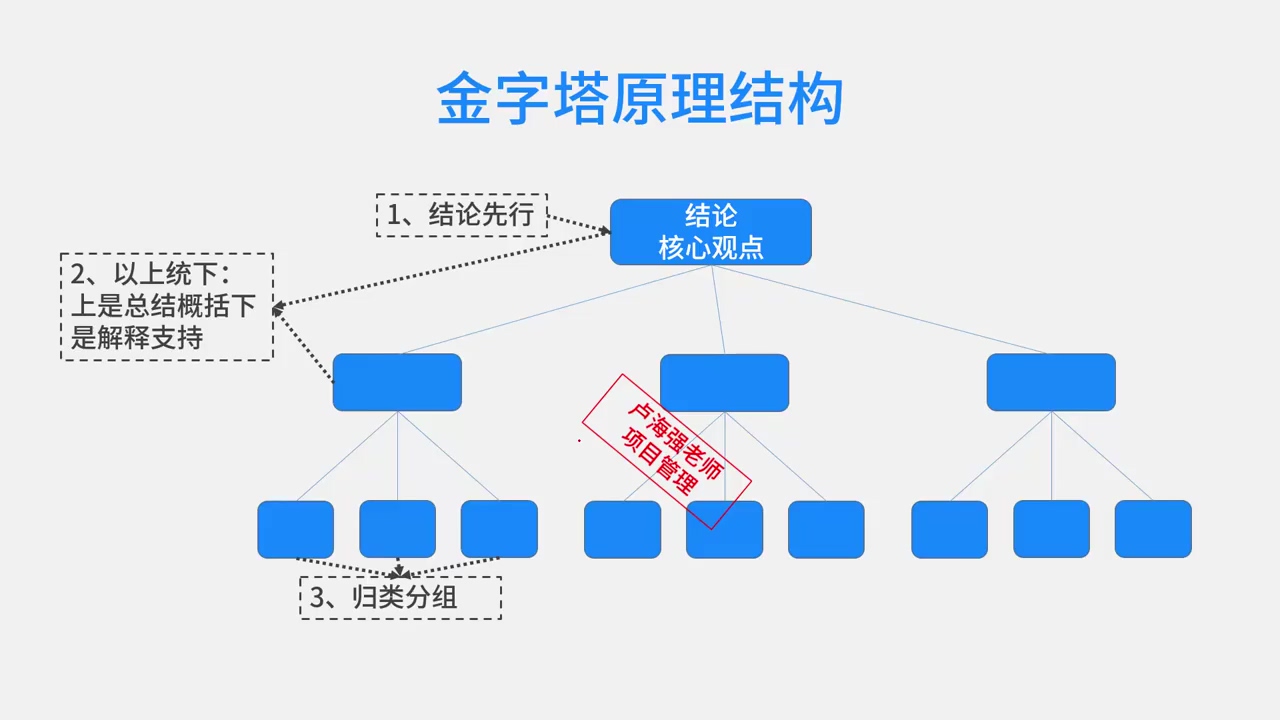 金字塔原理结构
1、结论先行
结论
核心观点
2、以上统下：
上是总结概括下
是解释支持
卢海强老师
项目管理
3、归类分组